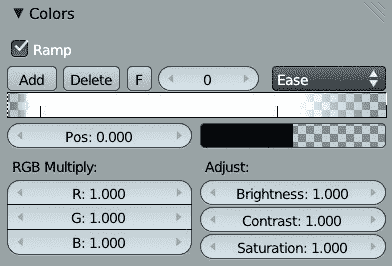 Colors
Ramp
Add Delete F 0 Ease
Pos: 0.000
RGB Multiply: Adjust:
R: 1.000 Brightness: 1.000
G: 1.000 Contrast: 1.000
B: 1.000 Saturation: 1.000